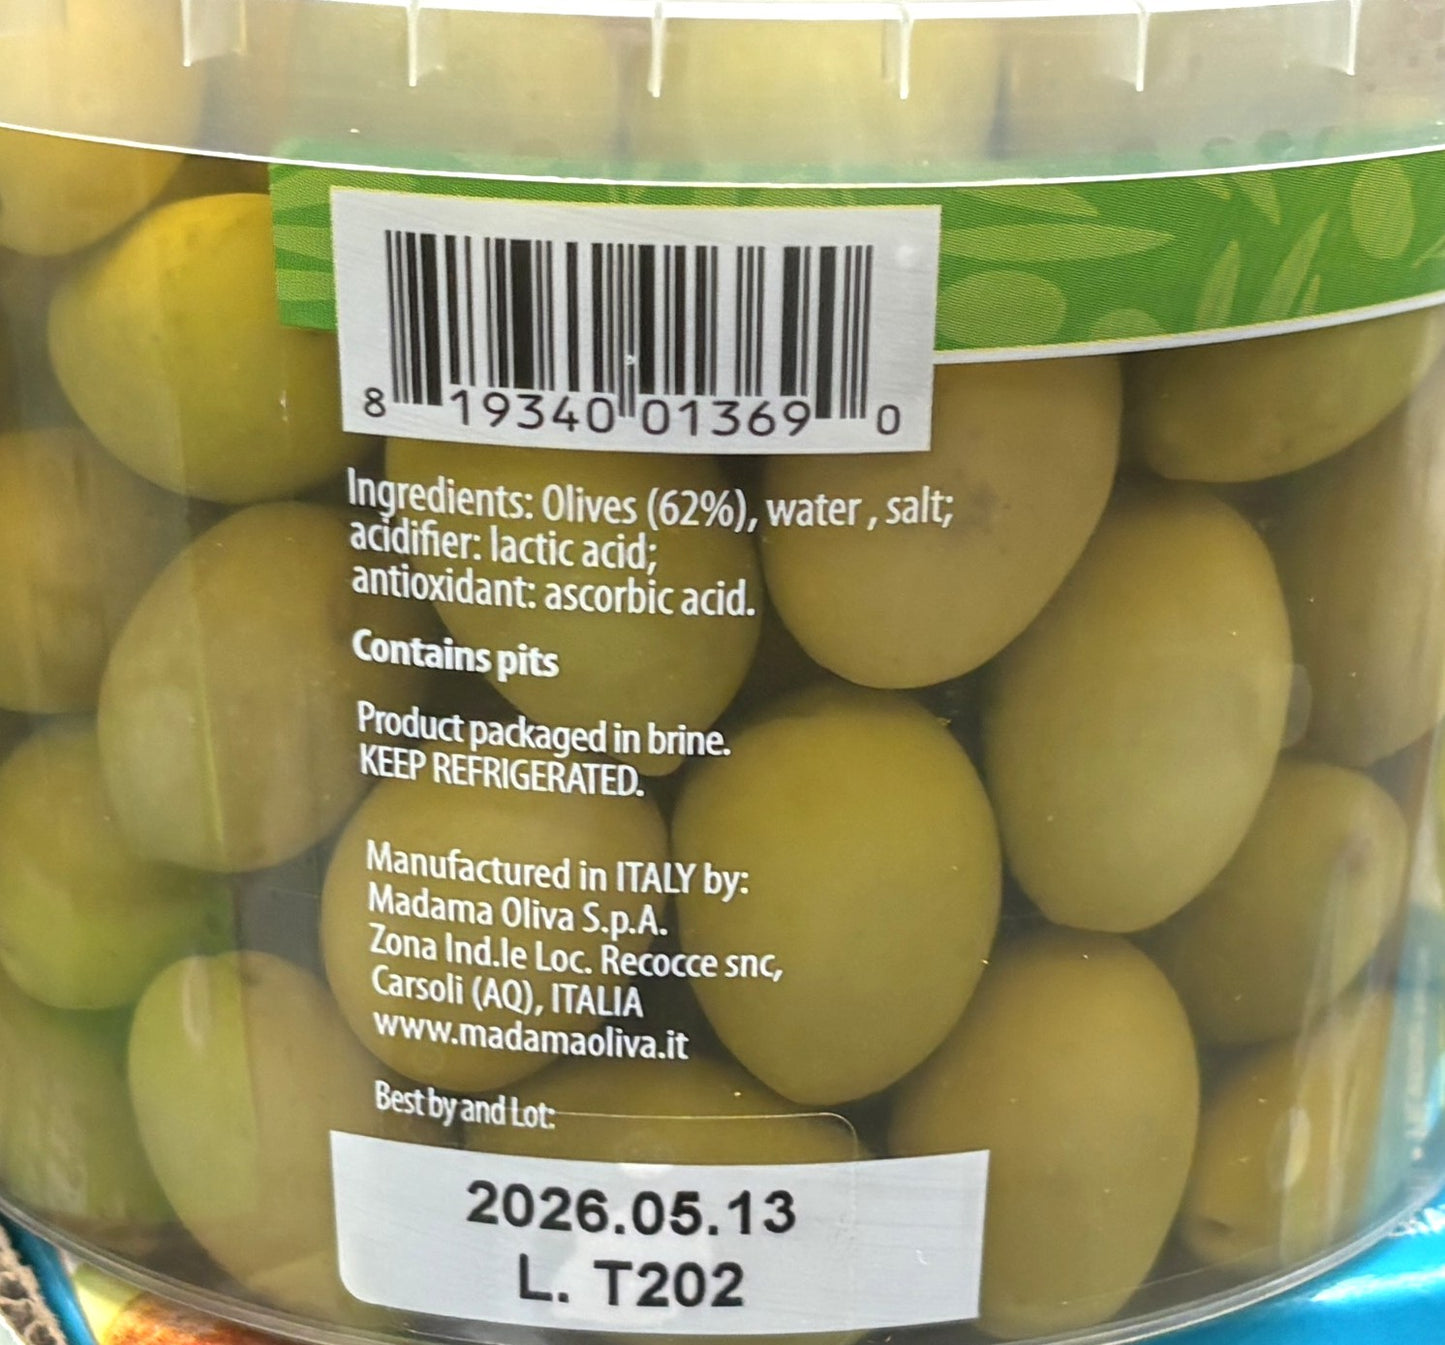 8 19340 01369 0
Ingredients: Olives (62%), water , salt;
acidifier: lactic acid;
antioxidant: ascorbic acid.
Contains pits
Product packaged in brine.
KEEP REFRIGERATED.
Manufactured in ITALY by:
Madama Oliva S.p.A.
Zona Ind.le Loc. Recocce snc,
Carsoli (AQ), ITALIA
www.madamaoliva.it
Best by and Lot:
2026.05.13
L. T202